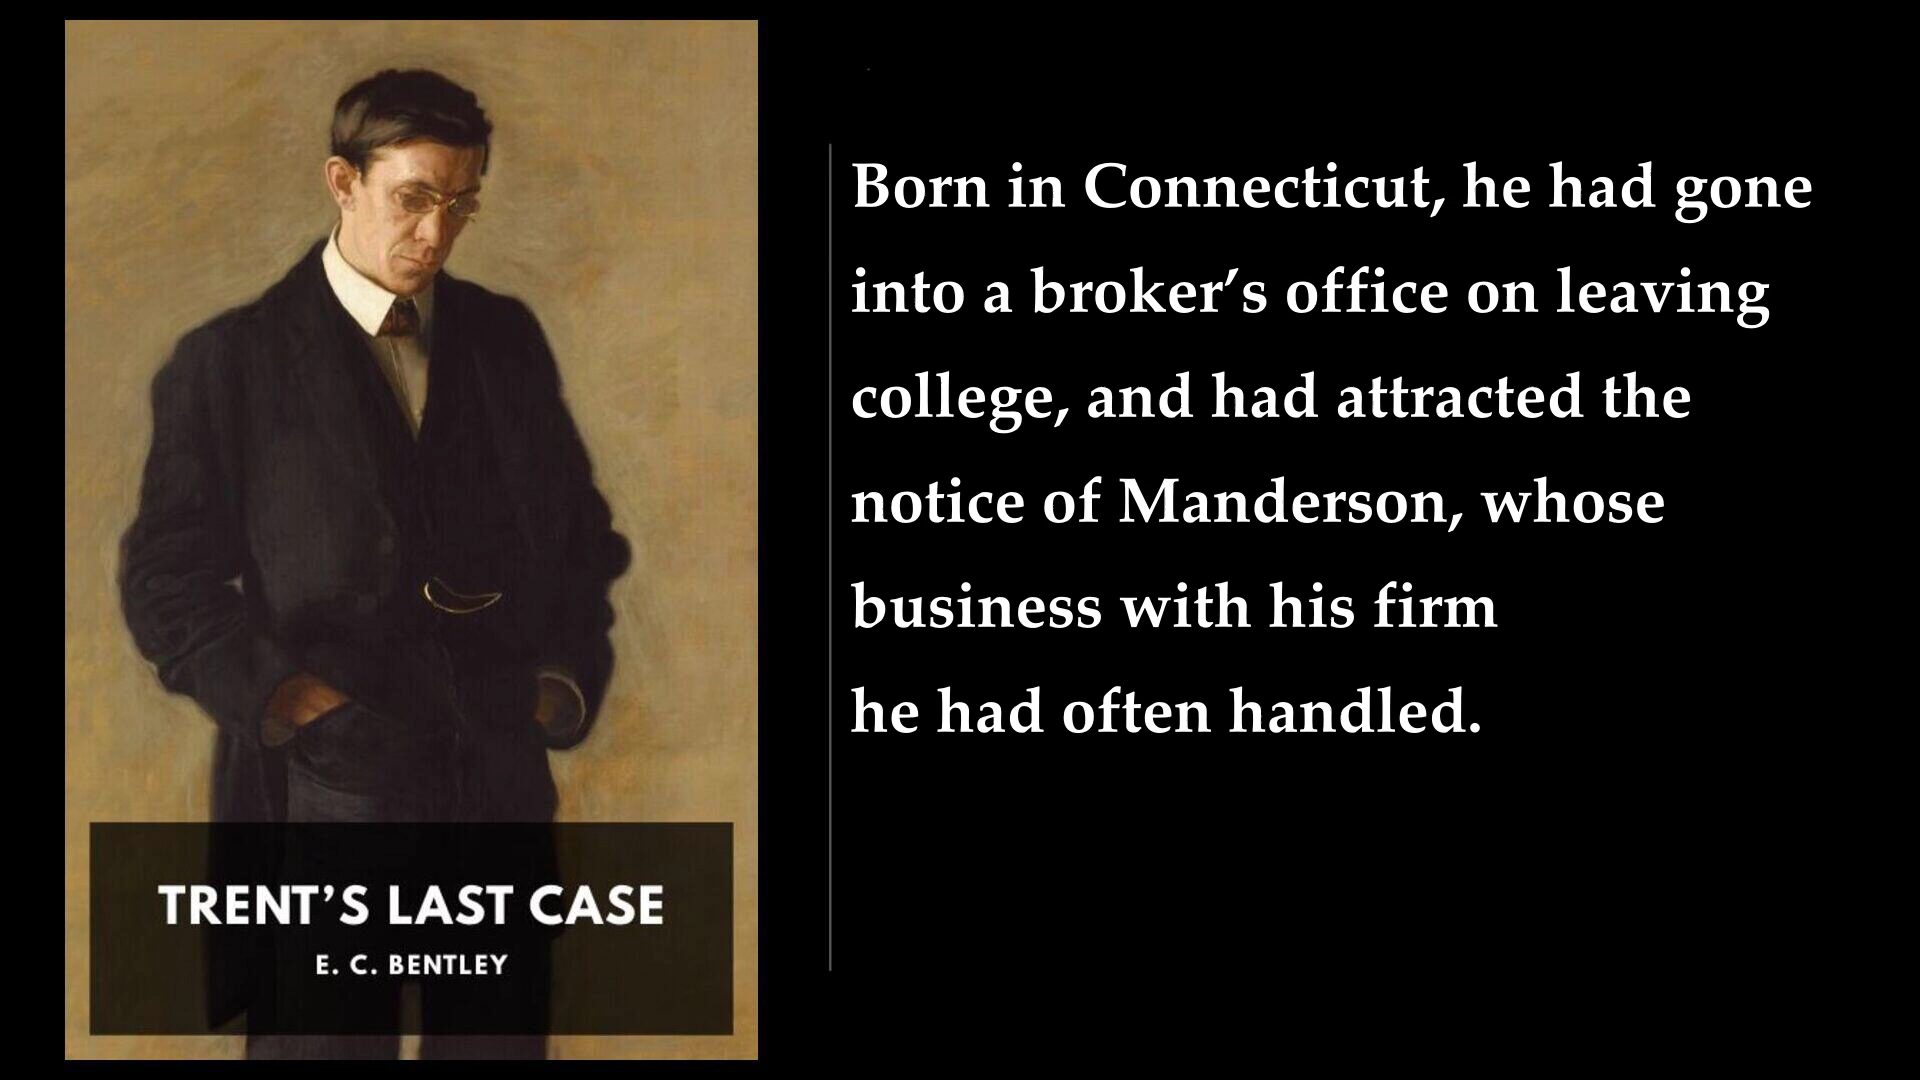 Born in Connecticut, he had gone
into a broker’s office on leaving
college, and had attracted the
notice of Manderson, whose
business with his firm
he had often handled.
TRENT’S LAST CASE
E. C. BENTLEY